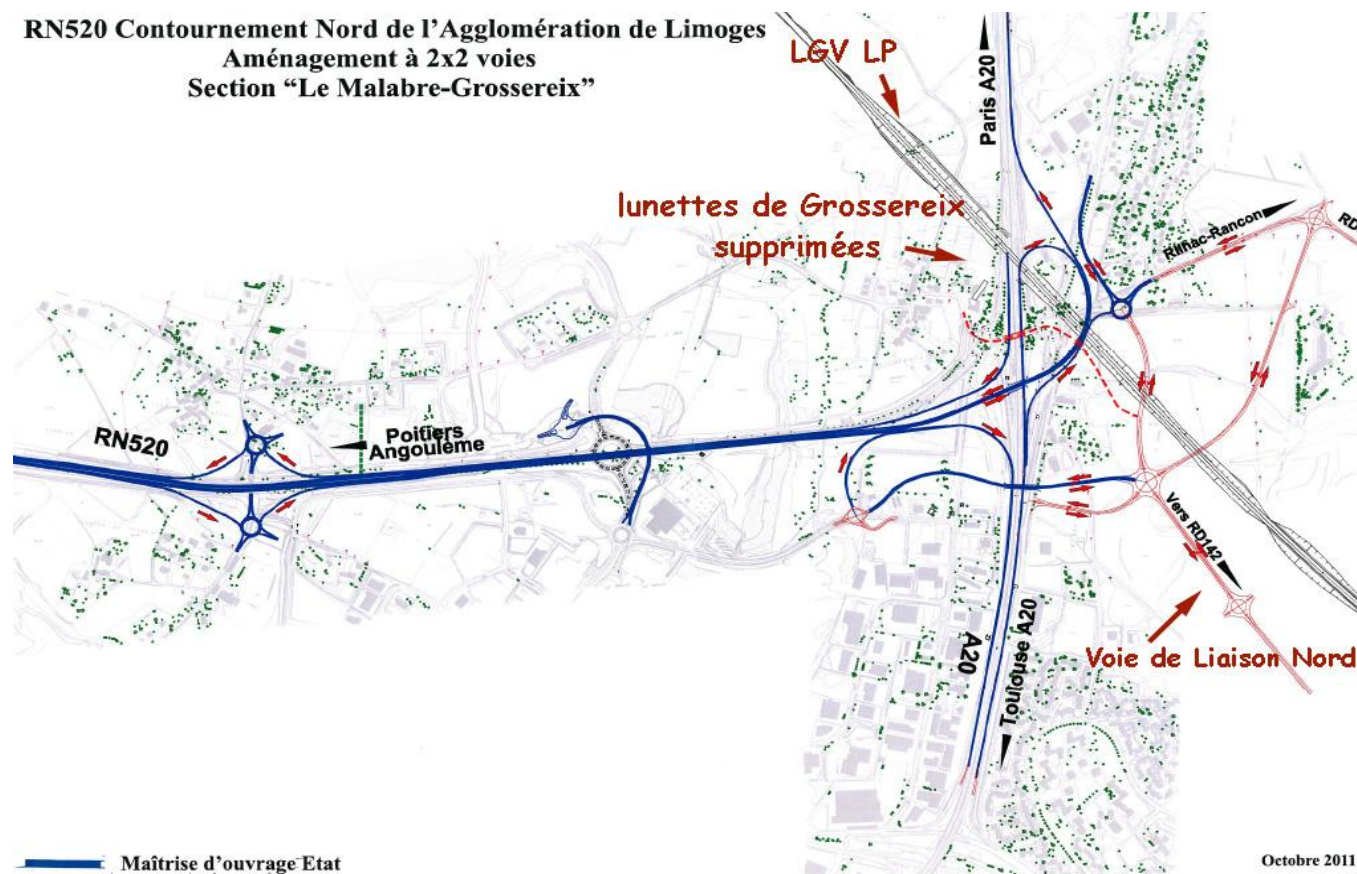 RN520 Contournement Nord de l'Agglomération de Limoges
Aménagement à 2x2 voies
Section "Le Malabre-Grossereix"
LGV LP
Paris A20
lunettes de Grossereix
supprimées
Rilhac-Rancon
RD
RN520
Poitiers
Angoulème
Vers RD142
A20
Toulouse A20
Voie de Liaison Nord
Maîtrise d'ouvrage Etat
Octobre 2011